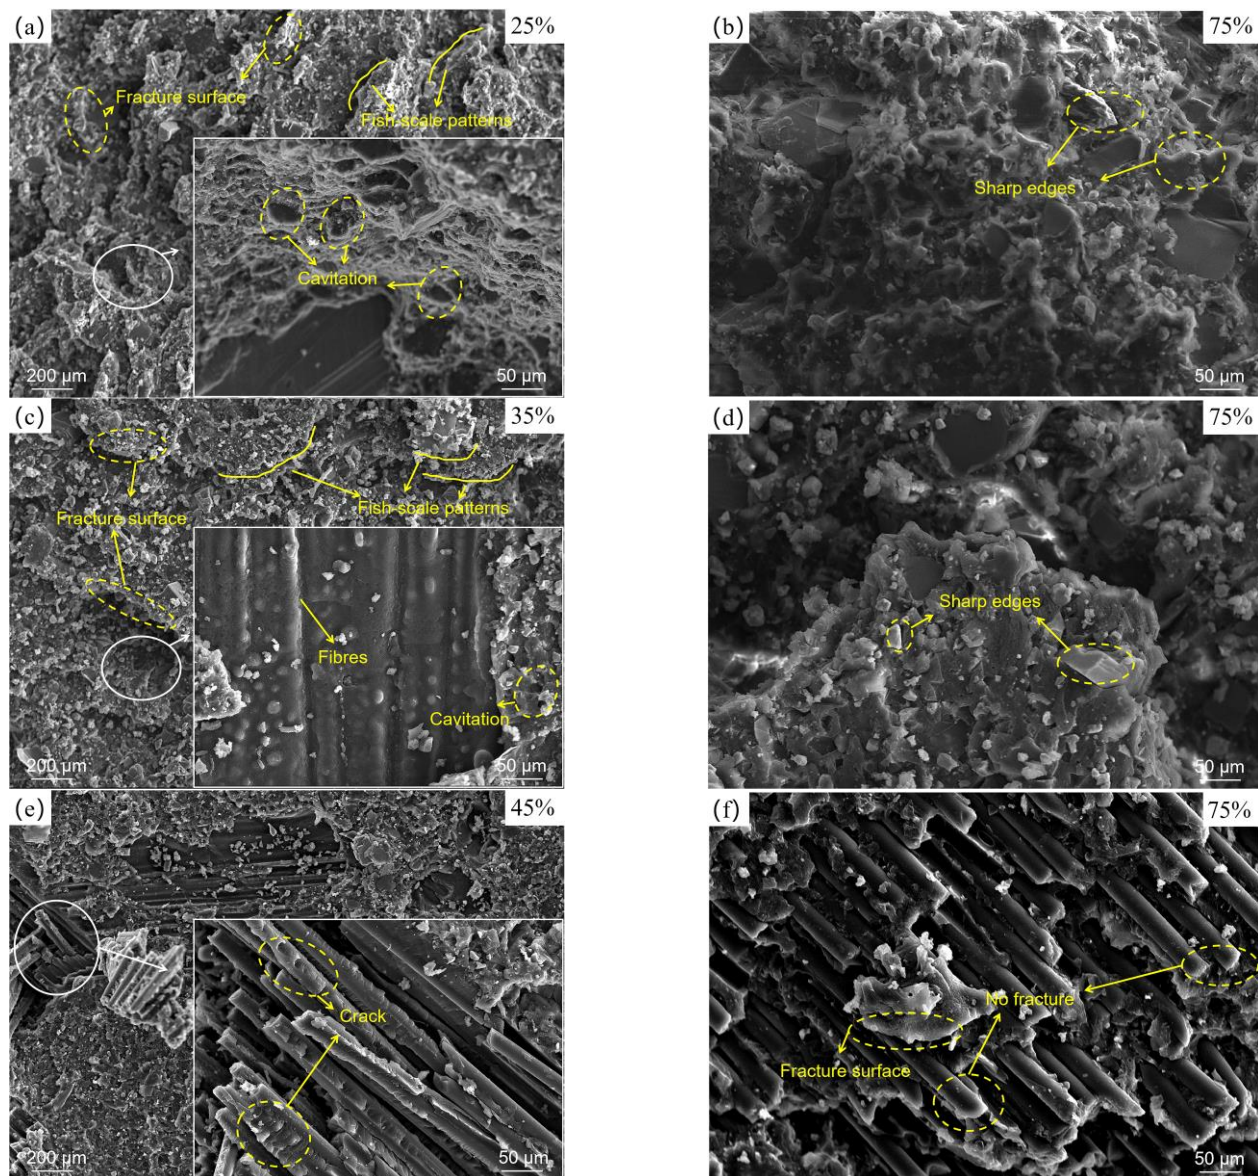 (a)
25%
Fracture surface
Fish-scale patterns
Cavitation
200 μm
50 μm
(b)
75%
Sharp edges
50 μm
(c)
35%
Fish-scale patterns
Fracture surface
Fibres
Cavitation
200 μm
50 μm
(d)
75%
Sharp edges
50 μm
(e)
45%
Crack
200 μm
50 μm
(f)
75%
No fracture
Fracture surface
50 μm